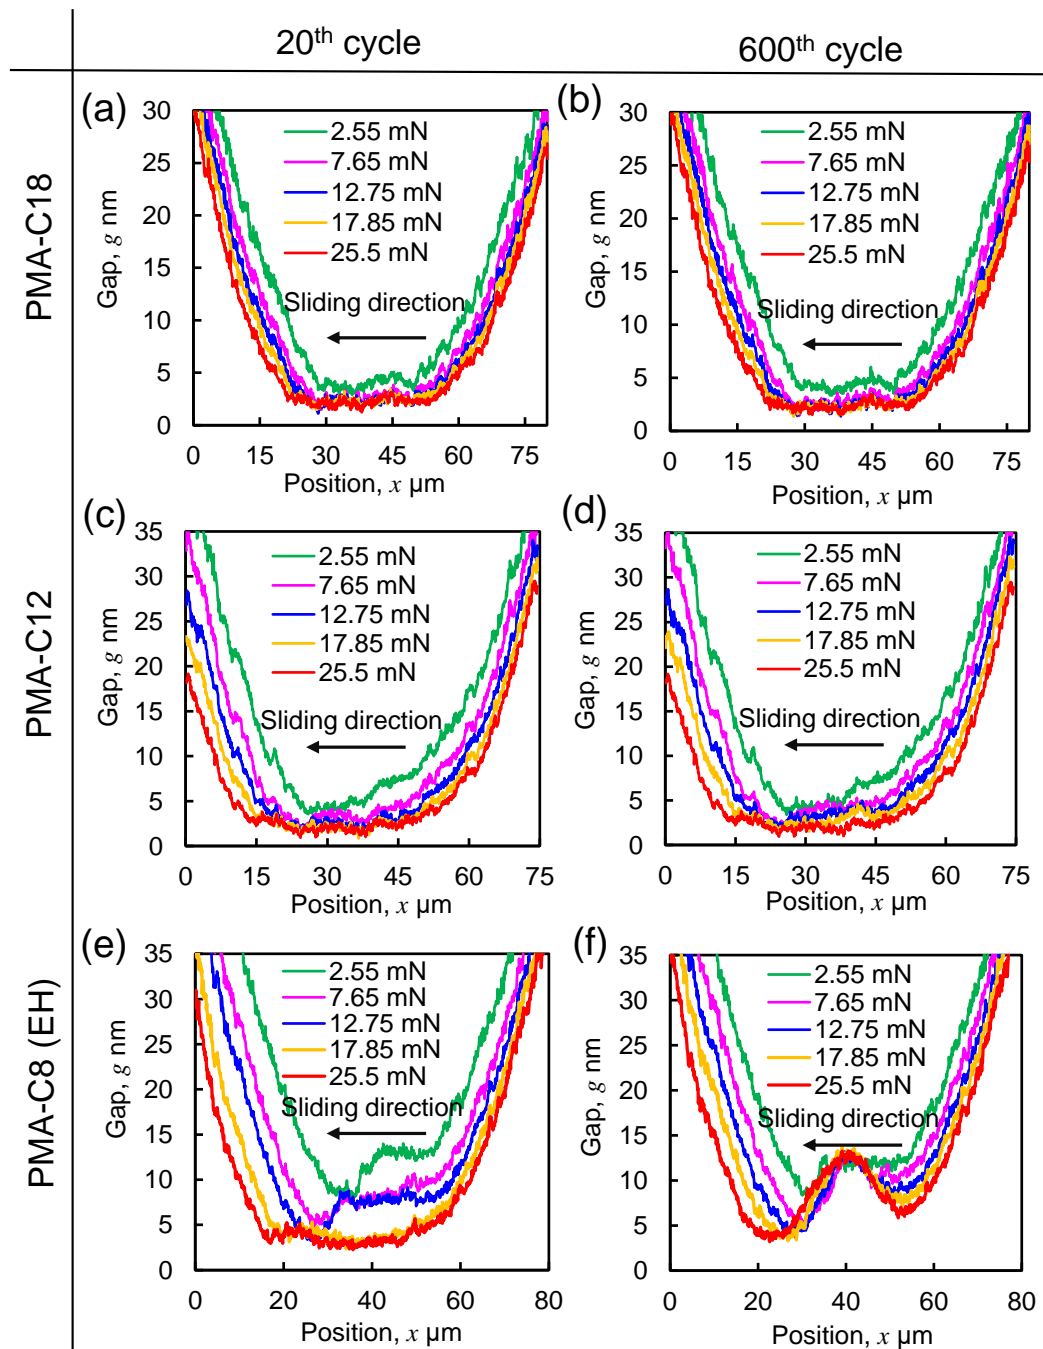 20th cycle
600th cycle
PMA-C18
(a)
Gap, g nm
30
25
20
15
10
5
0
2.55 mN
7.65 mN
12.75 mN
17.85 mN
25.5 mN
Sliding direction
0 15 30 45 60 75
Position, x µm
(b)
Gap, g nm
30
25
20
15
10
5
0
2.55 mN
7.65 mN
12.75 mN
17.85 mN
25.5 mN
Sliding direction
0 15 30 45 60 75
Position, x µm
PMA-C12
(c)
Gap, g nm
35
30
25
20
15
10
5
0
2.55 mN
7.65 mN
12.75 mN
17.85 mN
25.5 mN
Sliding direction
0 15 30 45 60 75
Position, x µm
(d)
Gap, g nm
35
30
25
20
15
10
5
0
2.55 mN
7.65 mN
12.75 mN
17.85 mN
25.5 mN
Sliding direction
0 15 30 45 60 75
Position, x µm
PMA-C8 (EH)
(e)
Gap, g nm
35
30
25
20
15
10
5
0
2.55 mN
7.65 mN
12.75 mN
17.85 mN
25.5 mN
Sliding direction
0 20 40 60 80
Position, x µm
(f)
Gap, g nm
35
30
25
20
15
10
5
0
2.55 mN
7.65 mN
12.75 mN
17.85 mN
25.5 mN
Sliding direction
0 20 40 60 80
Position, x µm